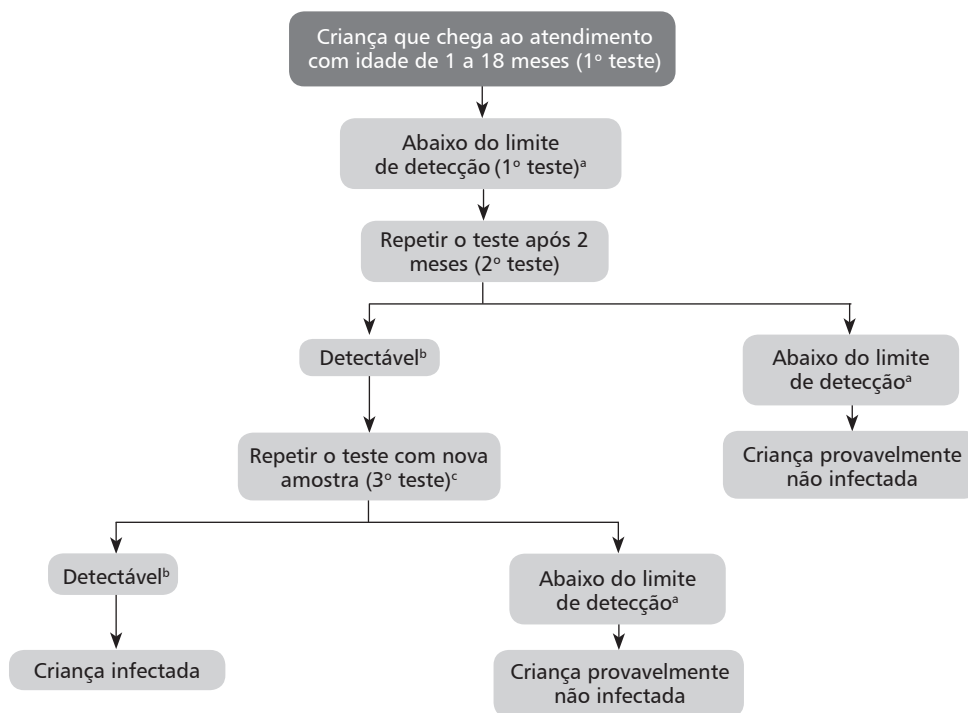 Criança que chega ao atendimento
com idade de 1 a 18 meses (1º teste)
Abaixo do limite
de detecção (1º teste)ᵃ
Repetir o teste após 2
meses (2º teste)
Detectávelᵇ
Abaixo do limite
de detecçãoᵃ
Repetir o teste com nova
amostra (3º teste)ᶜ
Criança provavelmente
não infectada
Detectávelᵇ
Abaixo do limite
de detecçãoᵃ
Criança infectada
Criança provavelmente
não infectada